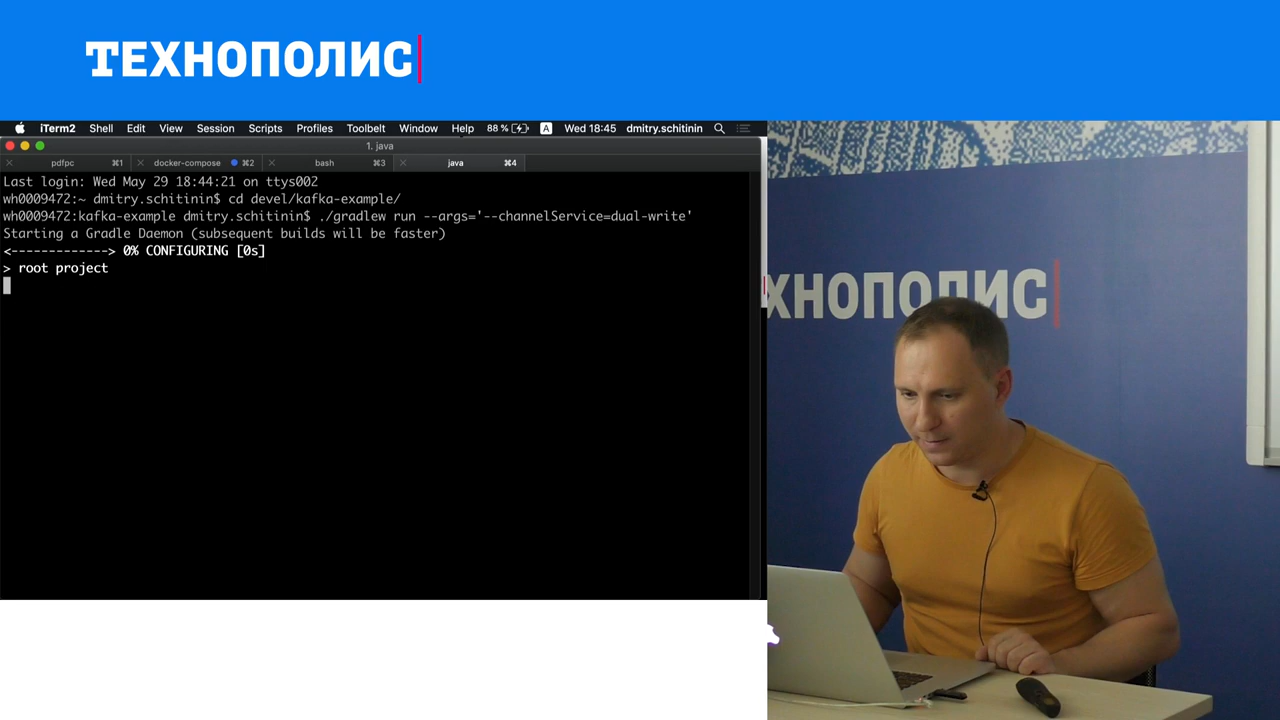 ТЕХНОПОЛИС
iTerm2 Shell Edit View Session Scripts Profiles Toolbelt Window Help 88 % A Wed 18:45 dmitry.schitinin
1. java
pdfpc ⌘1 docker-compose ⌘2 bash ⌘3 java ⌘4
Last login: Wed May 29 18:44:21 on ttys002
wh0009472:~ dmitry.schitinin$ cd devel/kafka-example/
wh0009472:kafka-example dmitry.schitinin$ ./gradlew run --args='--channelService=dual-write'
Starting a Gradle Daemon (subsequent builds will be faster)
<-------------> 0% CONFIGURING [0s]
> root project
ХНОПОЛИС